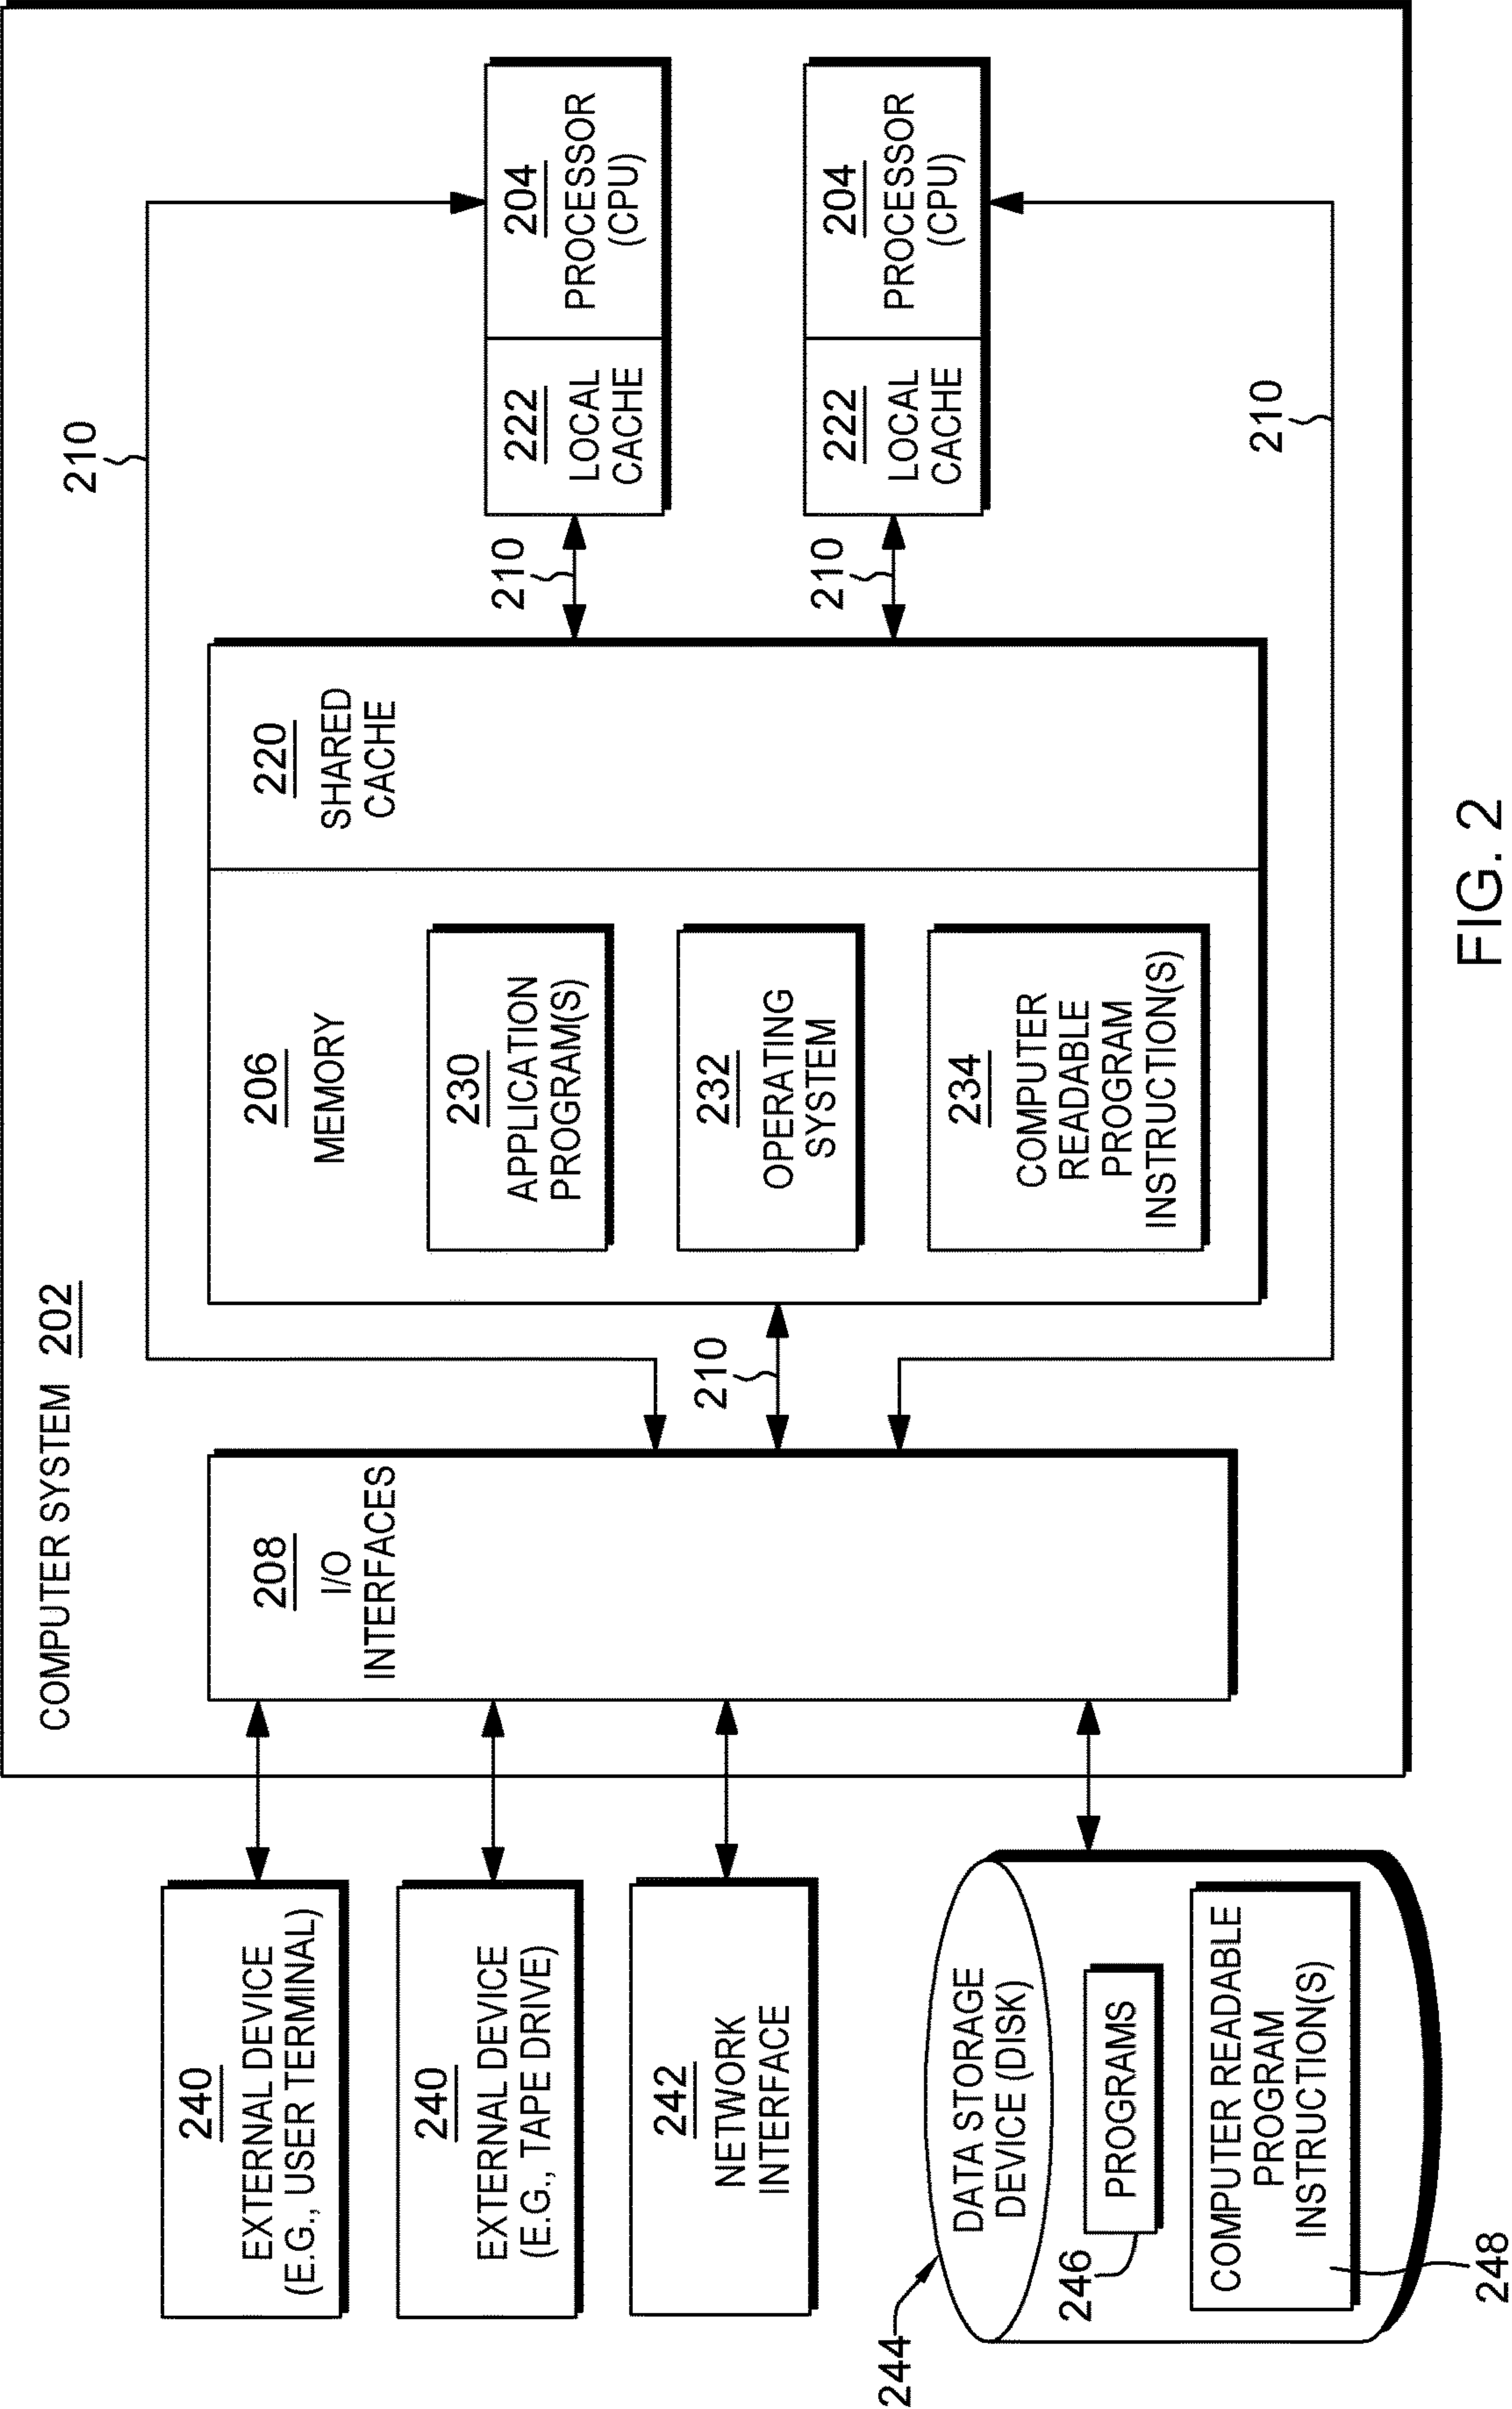 COMPUTER SYSTEM 202
210
240
EXTERNAL DEVICE
(E.G., USER TERMINAL)
240
EXTERNAL DEVICE
(E.G., TAPE DRIVE)
242
NETWORK
INTERFACE
244
DATA STORAGE
DEVICE (DISK)
246
PROGRAMS
COMPUTER READABLE
PROGRAM
INSTRUCTION(S)
248
208
I/O
INTERFACES
210
206
MEMORY
230
APPLICATION
PROGRAM(S)
232
OPERATING
SYSTEM
234
COMPUTER
READABLE
PROGRAM
INSTRUCTION(S)
220
SHARED
CACHE
210
210
222
LOCAL
CACHE
204
PROCESSOR
(CPU)
222
LOCAL
CACHE
204
PROCESSOR
(CPU)
210
FIG. 2